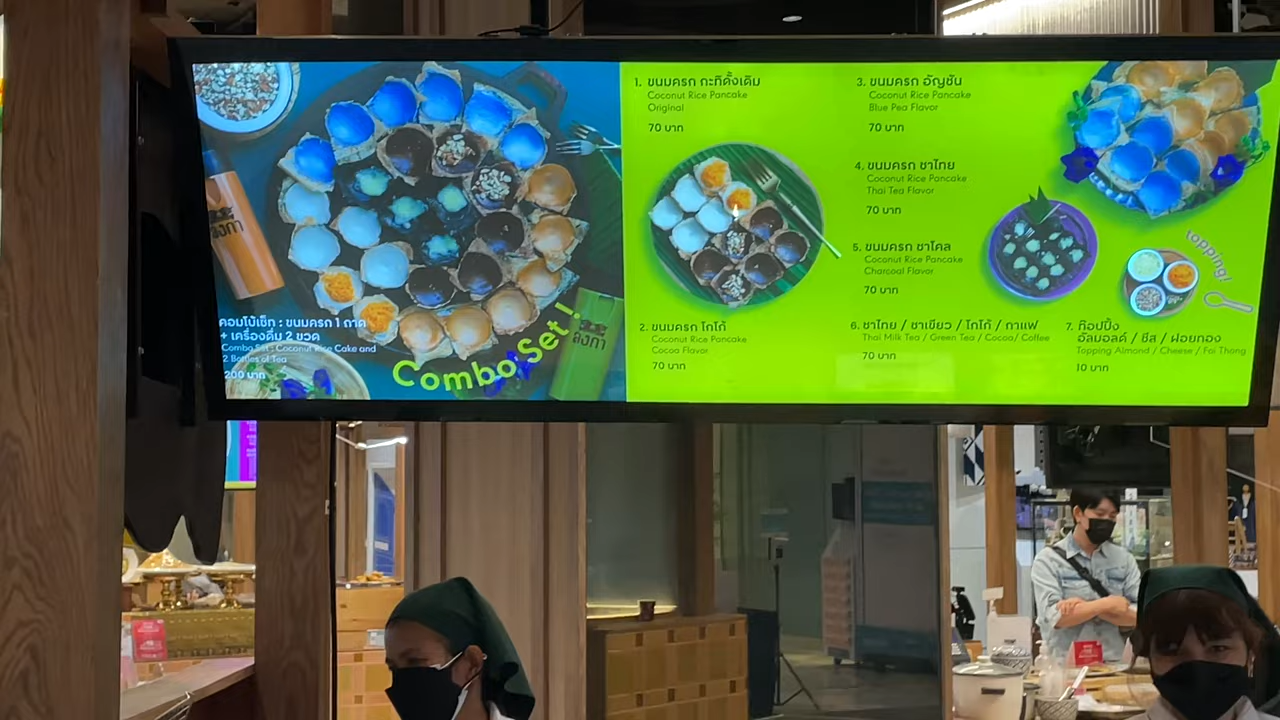 ลังกา
คอมโบ้เซ็ท : ขนมครก 1 ถาด
+ เครื่องดื่ม 2 ขวด
Combo Set : Coconut Rice Cake and
2 Bottles of Tea
200 บาท
Combo Set !
ลังกา
1. ขนมครก กะทิดั้งเดิม
Coconut Rice Pancake
Original
70 บาท
2. ขนมครก โกโก้
Coconut Rice Pancake
Cocoa Flavor
70 บาท
3. ขนมครก อัญชัน
Coconut Rice Pancake
Blue Pea Flavor
70 บาท
4. ขนมครก ชาไทย
Coconut Rice Pancake
Thai Tea Flavor
70 บาท
5. ขนมครก ชาโคล
Coconut Rice Pancake
Charcoal Flavor
70 บาท
6. ชาไทย / ชาเขียว / โกโก้ / กาแฟ
Thai Milk Tea / Green Tea / Cocoa/ Coffee
70 บาท
topping!
7. ท๊อปปิ้ง
อัลมอลด์ / ชีส / ฝอยทอง
Topping Almond / Cheese / Foi Thong
10 บาท